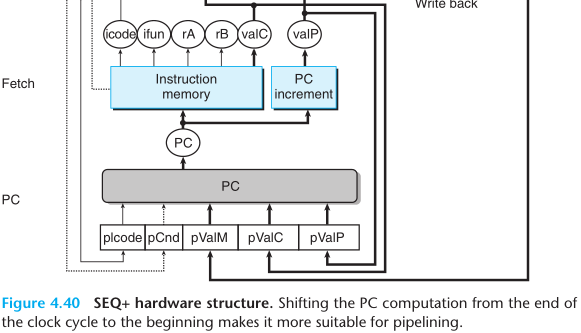 Write back
icode ifun rA rB valC valP
Fetch
Instruction
memory
PC
increment
PC
PC
PC
pIcode pCnd pValM pValC pValP
Figure 4.40 SEQ+ hardware structure. Shifting the PC computation from the end of
the clock cycle to the beginning makes it more suitable for pipelining.